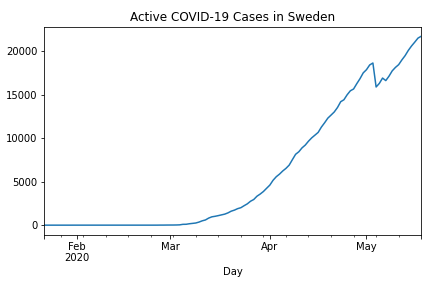 Active COVID-19 Cases in Sweden
20000
15000
10000
5000
0
Feb
2020
Mar
Apr
May
Day